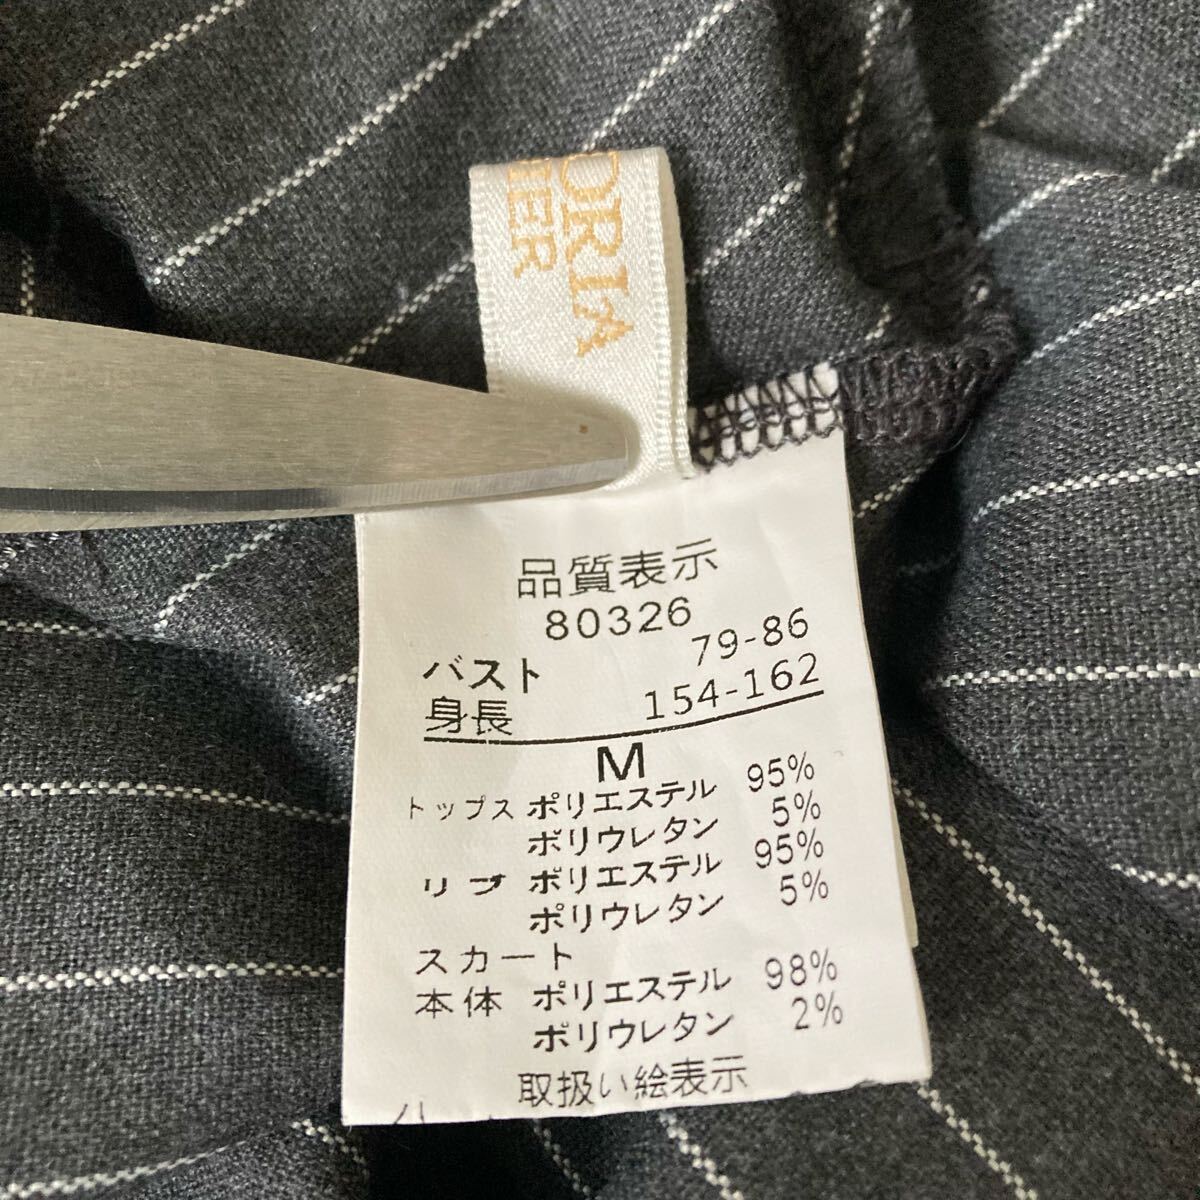 ORIA
IER
品質表示
80326
バスト 79-86
身長 154-162
M
トップス ポリエステル 95%
ポリウレタン 5%
リブ ポリエステル 95%
ポリウレタン 5%
スカート
本体 ポリエステル 98%
ポリウレタン 2%
取扱い絵表示